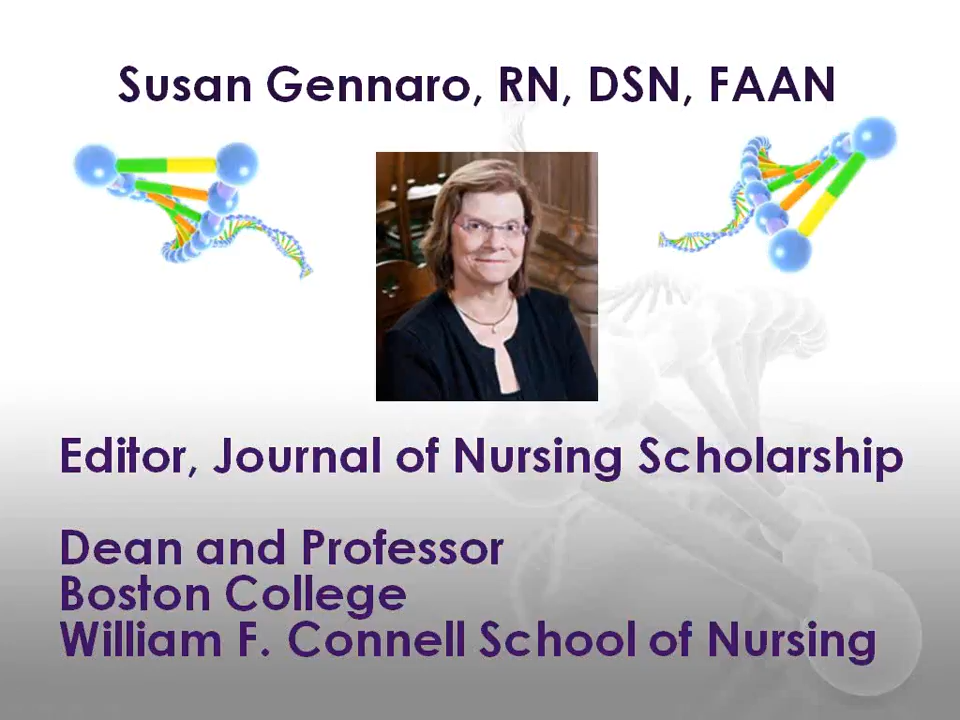 Susan Gennaro, RN, DSN, FAAN
Editor, Journal of Nursing Scholarship
Dean and Professor
Boston College
William F. Connell School of Nursing